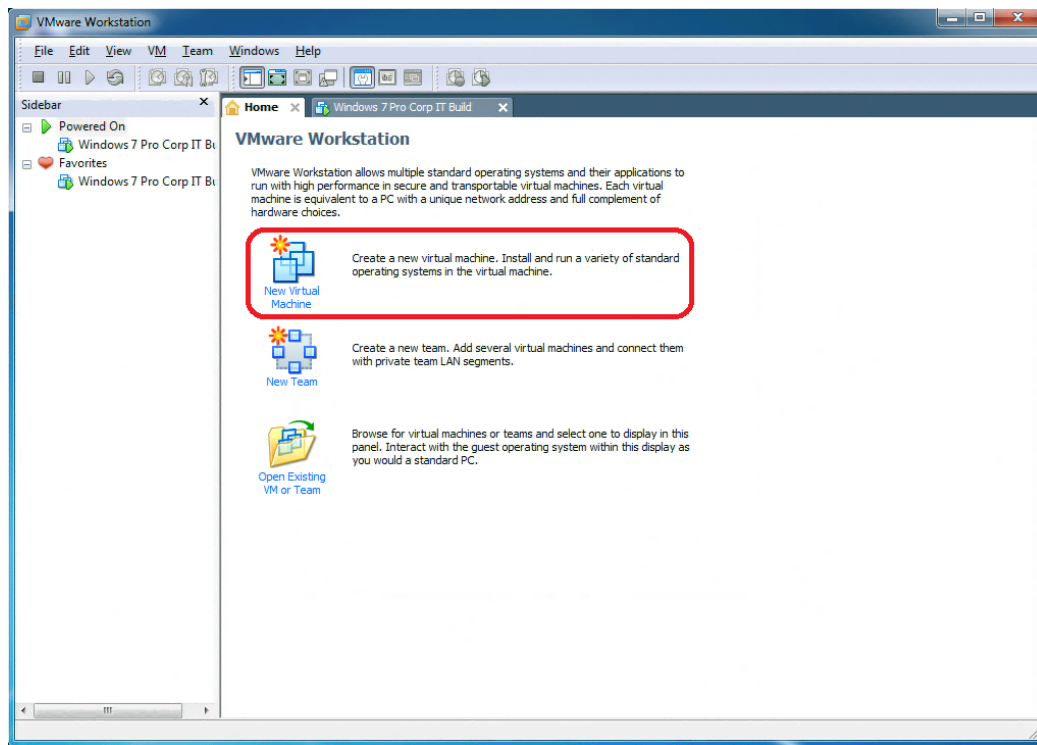 VMware Workstation
File Edit View VM Team Windows Help
Sidebar
Powered On
Windows 7 Pro Corp IT Bu
Favorites
Windows 7 Pro Corp IT Bu
Home
Windows 7 Pro Corp IT Build
VMware Workstation
VMware Workstation allows multiple standard operating systems and their applications to
run with high performance in secure and transportable virtual machines. Each virtual
machine is equivalent to a PC with a unique network address and full complement of
hardware choices.
New Virtual
Machine
Create a new virtual machine. Install and run a variety of standard
operating systems in the virtual machine.
New Team
Create a new team. Add several virtual machines and connect them
with private team LAN segments.
Open Existing
VM or Team
Browse for virtual machines or teams and select one to display in this
panel. Interact with the guest operating system within this display as
you would a standard PC.